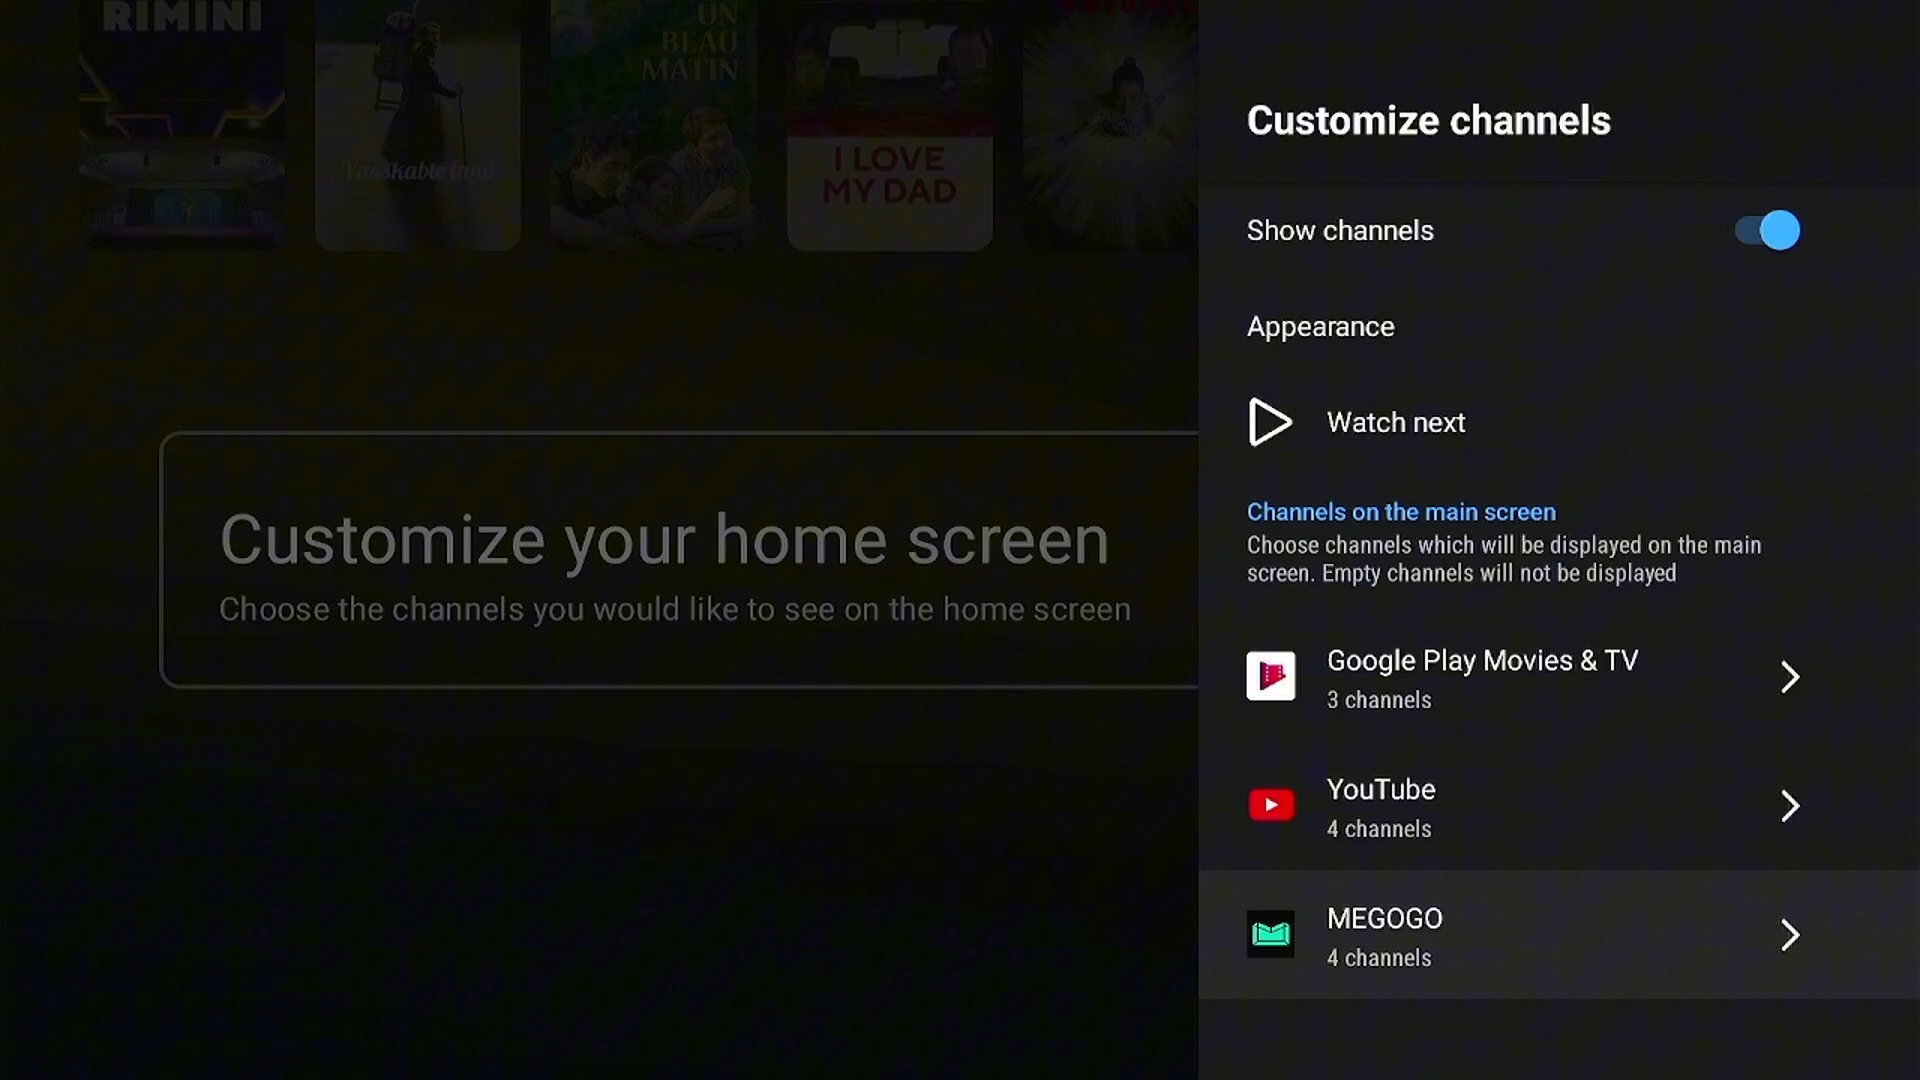 RIMINI
UN
BEAU
MATIN
Vanskabte land
I LOVE
MY DAD
Customize your home screen
Choose the channels you would like to see on the home screen
Customize channels
Show channels
Appearance
Watch next
Channels on the main screen
Choose channels which will be displayed on the main
screen. Empty channels will not be displayed
Google Play Movies & TV
3 channels
YouTube
4 channels
MEGOGO
4 channels